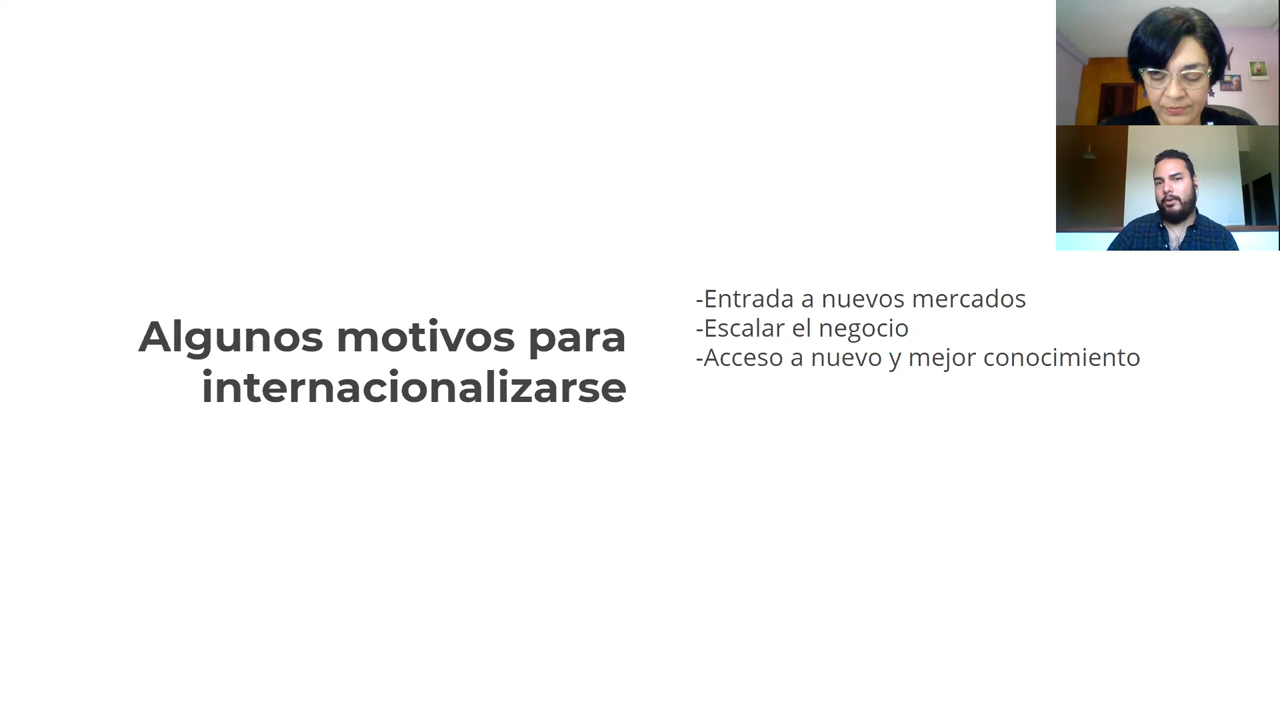 Algunos motivos para
internacionalizarse
-Entrada a nuevos mercados
-Escalar el negocio
-Acceso a nuevo y mejor conocimiento